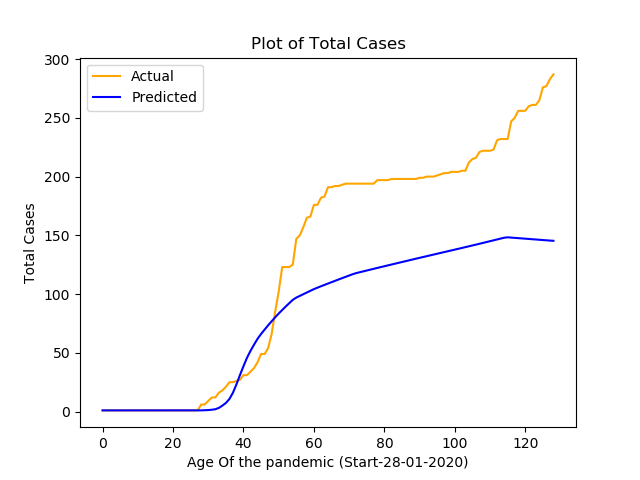 Plot of Total Cases
Actual
Predicted
300
250
200
150
100
50
0
Total Cases
0 20 40 60 80 100 120
Age Of the pandemic (Start-28-01-2020)